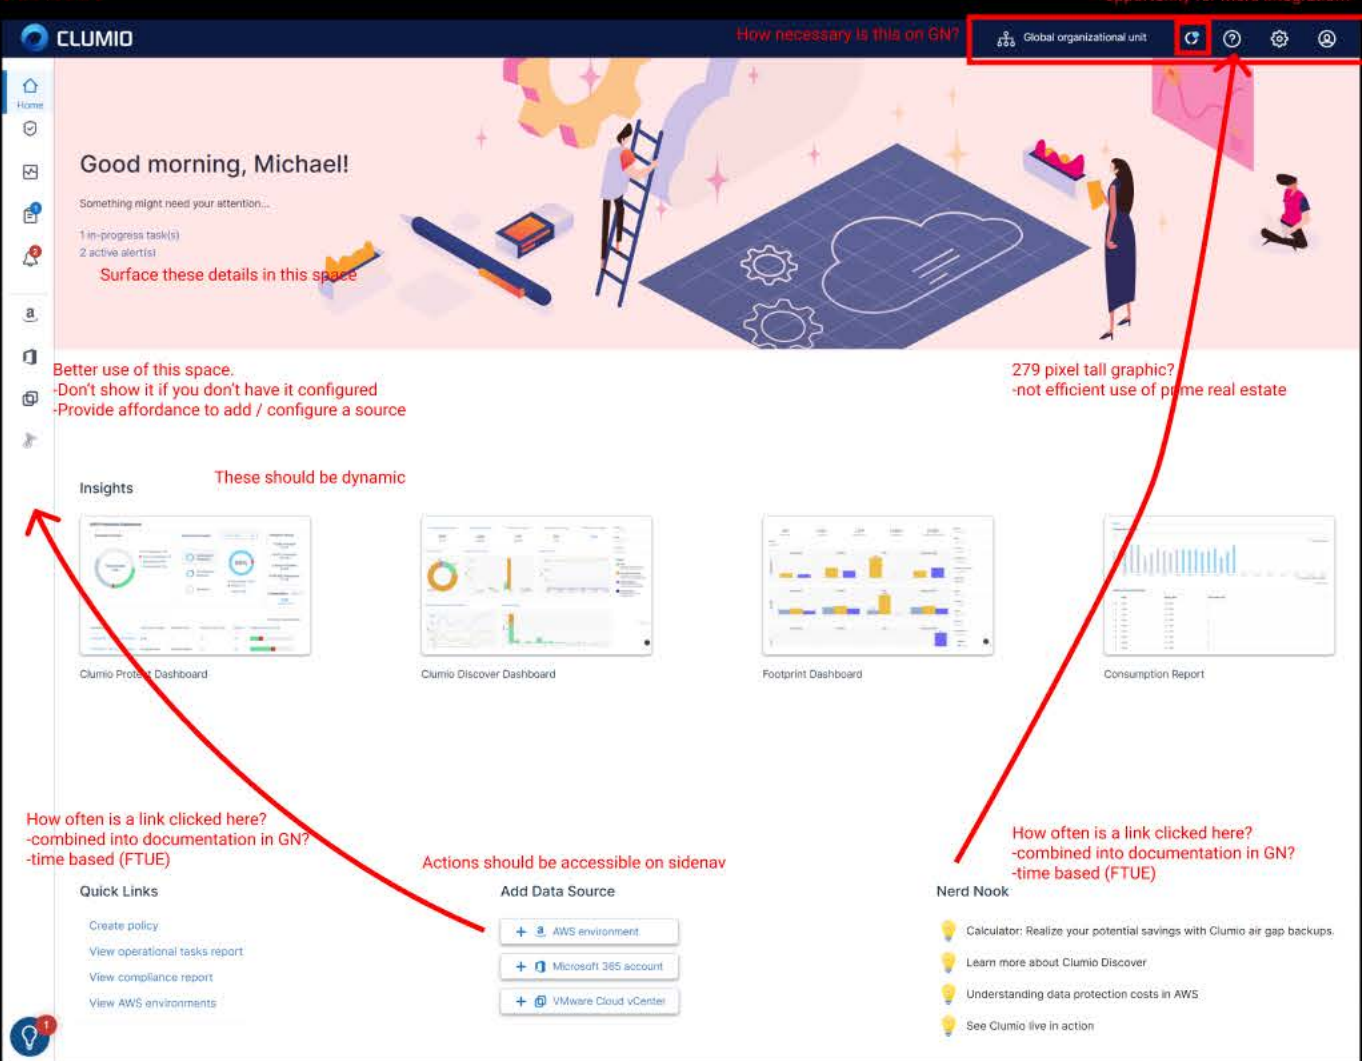 How necessary is this on GN?
CLUMIO
Global organizational unit
Home
Good morning, Michael!
Something might need your attention...
1
1 in-progress task(s)
2 active alert(s)
Surface these details in this space
a
Better use of this space.
-Don't show it if you don't have it configured
-Provide affordance to add / configure a source
279 pixel tall graphic?
-not efficient use of prime real estate
Insights
These should be dynamic
Clumio Protect Dashboard
Clumio Discover Dashboard
Footprint Dashboard
Consumption Report
How often is a link clicked here?
-combined into documentation in GN?
-time based (FTUE)
Actions should be accessible on sidenav
How often is a link clicked here?
-combined into documentation in GN?
-time based (FTUE)
Quick Links
Create policy
View operational tasks report
View compliance report
View AWS environments
Add Data Source
+ a AWS environment
+ Microsoft 365 account
+ VMware Cloud vCenter
Nerd Nook
Calculator: Realize your potential savings with Clumio air gap backups.
Learn more about Clumio Discover
Understanding data protection costs in AWS
See Clumio live in action
1